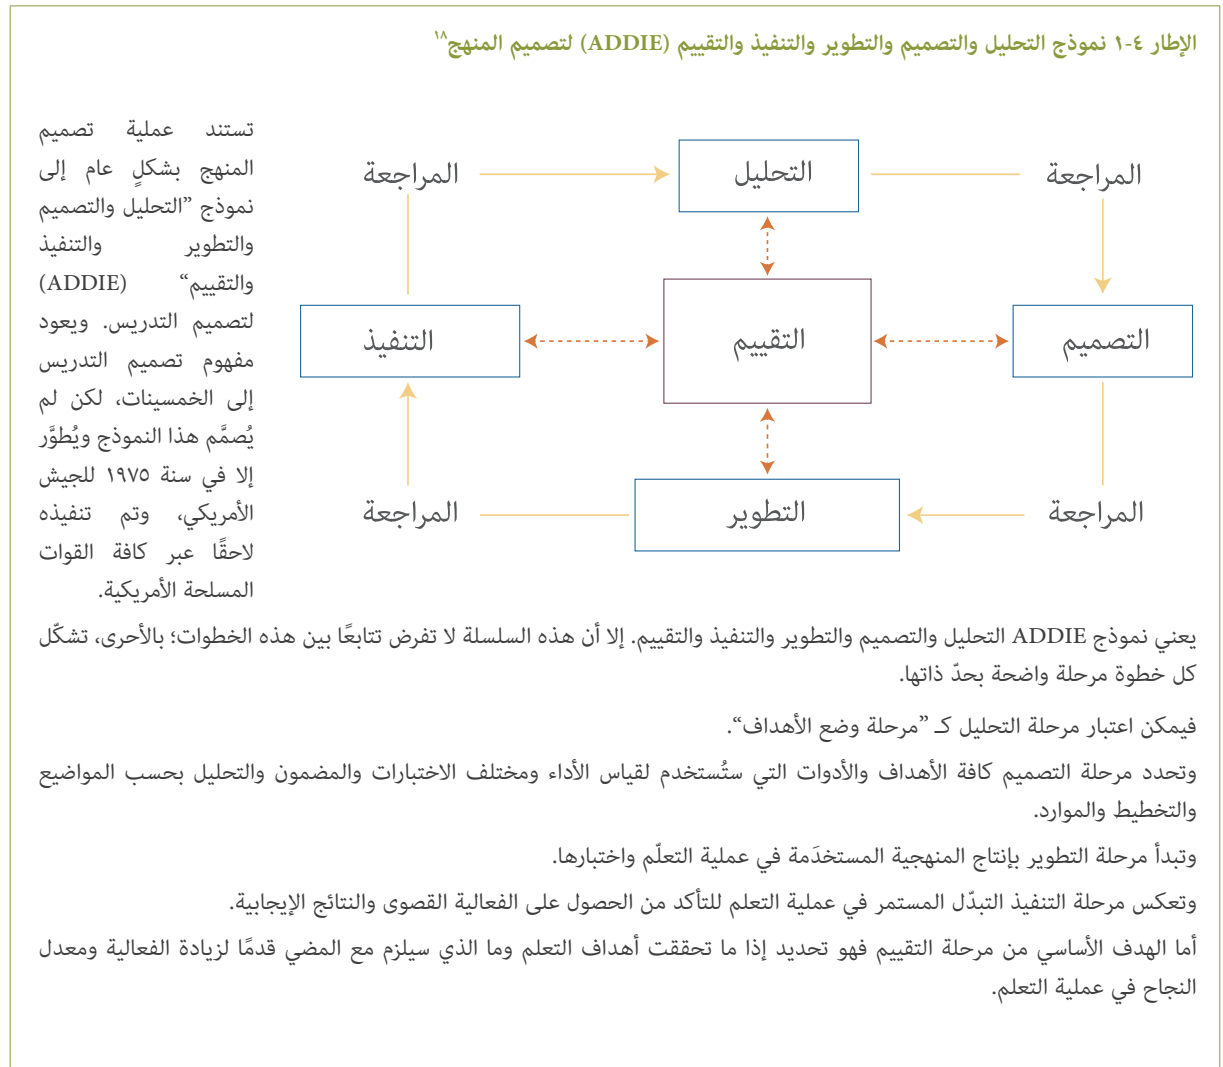 الإطار ٤-١ نموذج التحليل والتصميم والتطوير والتنفيذ والتقييم (ADDIE) لتصميم المنهج١٨
تستند عملية تصميم
المنهج بشكلٍ عام إلى
نموذج ”التحليل والتصميم
والتطوير والتنفيذ
والتقييم“ (ADDIE)
لتصميم التدريس. ويعود
مفهوم تصميم التدريس
إلى الخمسينات، لكن لم
يُصمَّم هذا النموذج ويُطوَّر
إلا في سنة ١٩٧٥ للجيش
الأمريكي، وتم تنفيذه
لاحقًا عبر كافة القوات
المسلحة الأمريكية.
المراجعة
التحليل
المراجعة
التصميم
التقييم
التنفيذ
المراجعة
التطوير
المراجعة
يعني نموذج ADDIE التحليل والتصميم والتطوير والتنفيذ والتقييم. إلا أن هذه السلسلة لا تفرض تتابعًا بين هذه الخطوات؛ بالأحرى، تشكّل
كل خطوة مرحلة واضحة بحدّ ذاتها.
فيمكن اعتبار مرحلة التحليل كـ ”مرحلة وضع الأهداف“.
وتحدد مرحلة التصميم كافة الأهداف والأدوات التي ستُستخدم لقياس الأداء ومختلف الاختبارات والمضمون والتحليل بحسب المواضيع
والتخطيط والموارد.
وتبدأ مرحلة التطوير بإنتاج المنهجية المستخدَمة في عملية التعلّم واختبارها.
وتعكس مرحلة التنفيذ التبدّل المستمر في عملية التعلم للتأكد من الحصول على الفعالية القصوى والنتائج الإيجابية.
أما الهدف الأساسي من مرحلة التقييم فهو تحديد إذا ما تحققت أهداف التعلم وما الذي سيلزم مع المضي قدمًا لزيادة الفعالية ومعدل
النجاح في عملية التعلم.